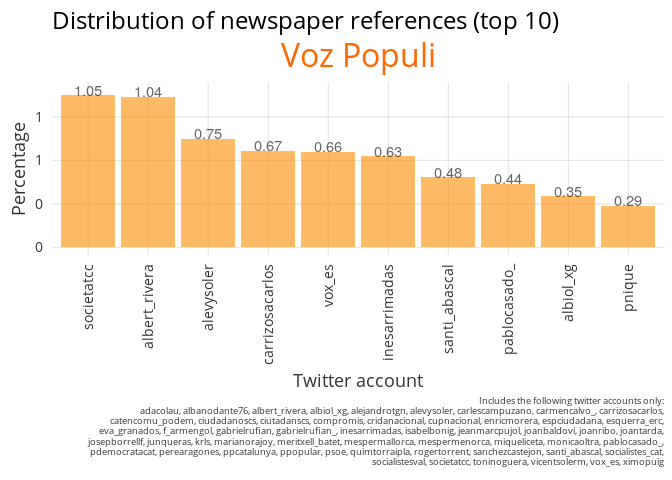 Distribution of newspaper references (top 10)
Voz Populi
Percentage
1
1
0
0
1.05
1.04
0.75
0.67
0.66
0.63
0.48
0.44
0.35
0.29
societatcc
albert_rivera
alevysoler
carrizosacarlos
vox_es
inesarrimadas
santi_abascal
pablocasado_
albiol_xg
pnique
Twitter account
Includes the following twitter accounts only:
adacolau, albanodante76, albert_rivera, albiol_xg, alejandrotgn, alevysoler, carlescampuzano, carmencalvo_, carrizosacarlos,
catencomu_podem, ciudadanoscs, ciutadanscs, compromis, cridanacional, cupnacional, enricmorera, espciudadana, esquerra_erc,
eva_granados, f_armengol, gabrielrufian, gabrielrufian_, inesarrimadas, isabelbonig, jeanmarcpujol, joanbaldovi, joanribo, joantarda,
josepborrellf, junqueras, krls, marianorajoy, meritxell_batet, mespermallorca, mespermenorca, miqueliceta, monicaoltra, pablocasado_,
pdemocratacat, perearagones, ppcatalunya, ppopular, psoe, quimtorraipla, rogertorrent, sanchezcastejon, santi_abascal, socialistes_cat,
socialistesval, societatcc, toninoguera, vicentsolerm, vox_es, ximopuig